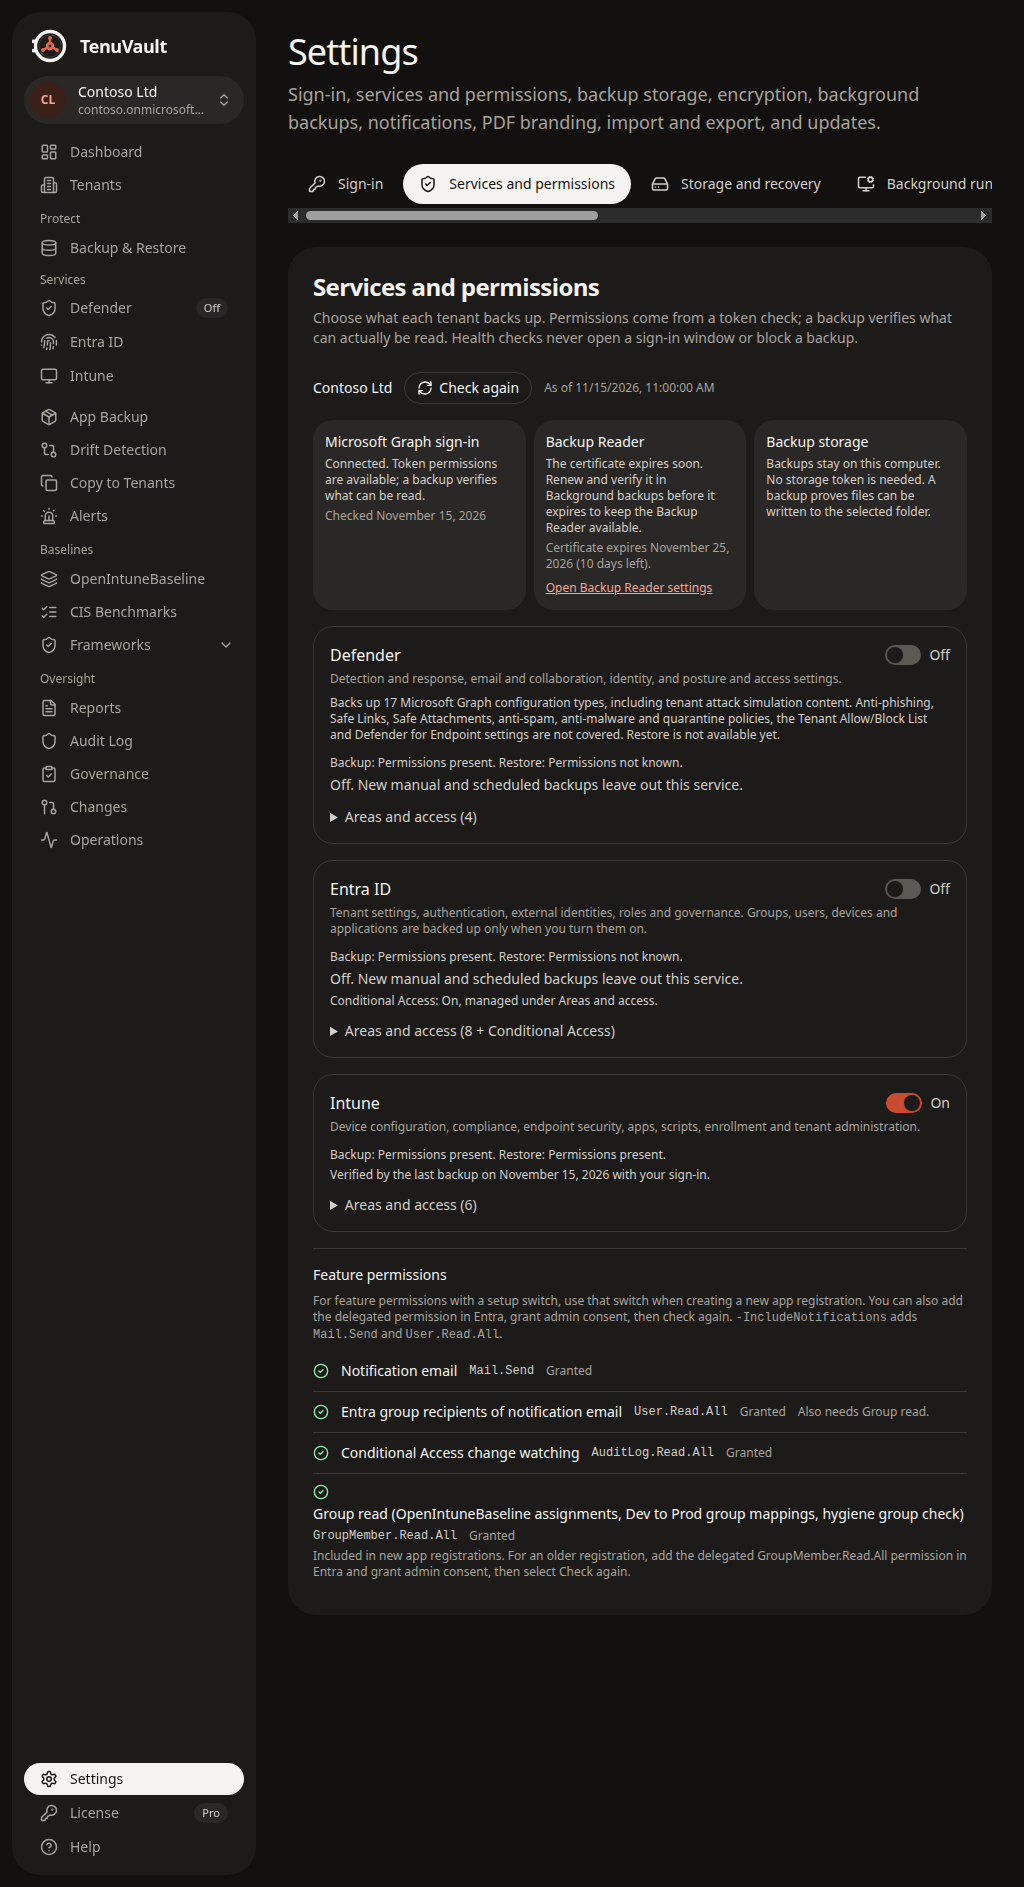 TenuVault
CL
Contoso Ltd
contoso.onmicrosoft...
Dashboard
Tenants
Protect
Backup & Restore
Services
Defender
Off
Entra ID
Intune
App Backup
Drift Detection
Copy to Tenants
Alerts
Baselines
OpenIntuneBaseline
CIS Benchmarks
Frameworks
Oversight
Reports
Audit Log
Governance
Changes
Operations
Settings
License
Pro
Help
Settings
Sign-in, services and permissions, backup storage, encryption, background
backups, notifications, PDF branding, import and export, and updates.
Sign-in
Services and permissions
Storage and recovery
Background run
Services and permissions
Choose what each tenant backs up. Permissions come from a token check; a backup verifies what
can actually be read. Health checks never open a sign-in window or block a backup.
Contoso Ltd
Check again
As of 11/15/2026, 11:00:00 AM
Microsoft Graph sign-in
Connected. Token permissions
are available; a backup verifies
what can be read.
Checked November 15, 2026
Backup Reader
The certificate expires soon.
Renew and verify it in
Background backups before it
expires to keep the Backup
Reader available.
Certificate expires November 25,
2026 (10 days left).
Open Backup Reader settings
Backup storage
Backups stay on this computer.
No storage token is needed. A
backup proves files can be
written to the selected folder.
Defender
Off
Detection and response, email and collaboration, identity, and posture and access settings.
Backs up 17 Microsoft Graph configuration types, including tenant attack simulation content. Anti-phishing,
Safe Links, Safe Attachments, anti-spam, anti-malware and quarantine policies, the Tenant Allow/Block List
and Defender for Endpoint settings are not covered. Restore is not available yet.
Backup: Permissions present. Restore: Permissions not known.
Off. New manual and scheduled backups leave out this service.
Areas and access (4)
Entra ID
Off
Tenant settings, authentication, external identities, roles and governance. Groups, users, devices and
applications are backed up only when you turn them on.
Backup: Permissions present. Restore: Permissions not known.
Off. New manual and scheduled backups leave out this service.
Conditional Access: On, managed under Areas and access.
Areas and access (8 + Conditional Access)
Intune
On
Device configuration, compliance, endpoint security, apps, scripts, enrollment and tenant administration.
Backup: Permissions present. Restore: Permissions present.
Verified by the last backup on November 15, 2026 with your sign-in.
Areas and access (6)
Feature permissions
For feature permissions with a setup switch, use that switch when creating a new app registration. You can also add
the delegated permission in Entra, grant admin consent, then check again. -IncludeNotifications adds
Mail.Send and User.Read.All.
Notification email Mail.Send Granted
Entra group recipients of notification email User.Read.All Granted Also needs Group read.
Conditional Access change watching AuditLog.Read.All Granted
Group read (OpenIntuneBaseline assignments, Dev to Prod group mappings, hygiene group check)
GroupMember.Read.All Granted
Included in new app registrations. For an older registration, add the delegated GroupMember.Read.All permission in
Entra and grant admin consent, then select Check again.